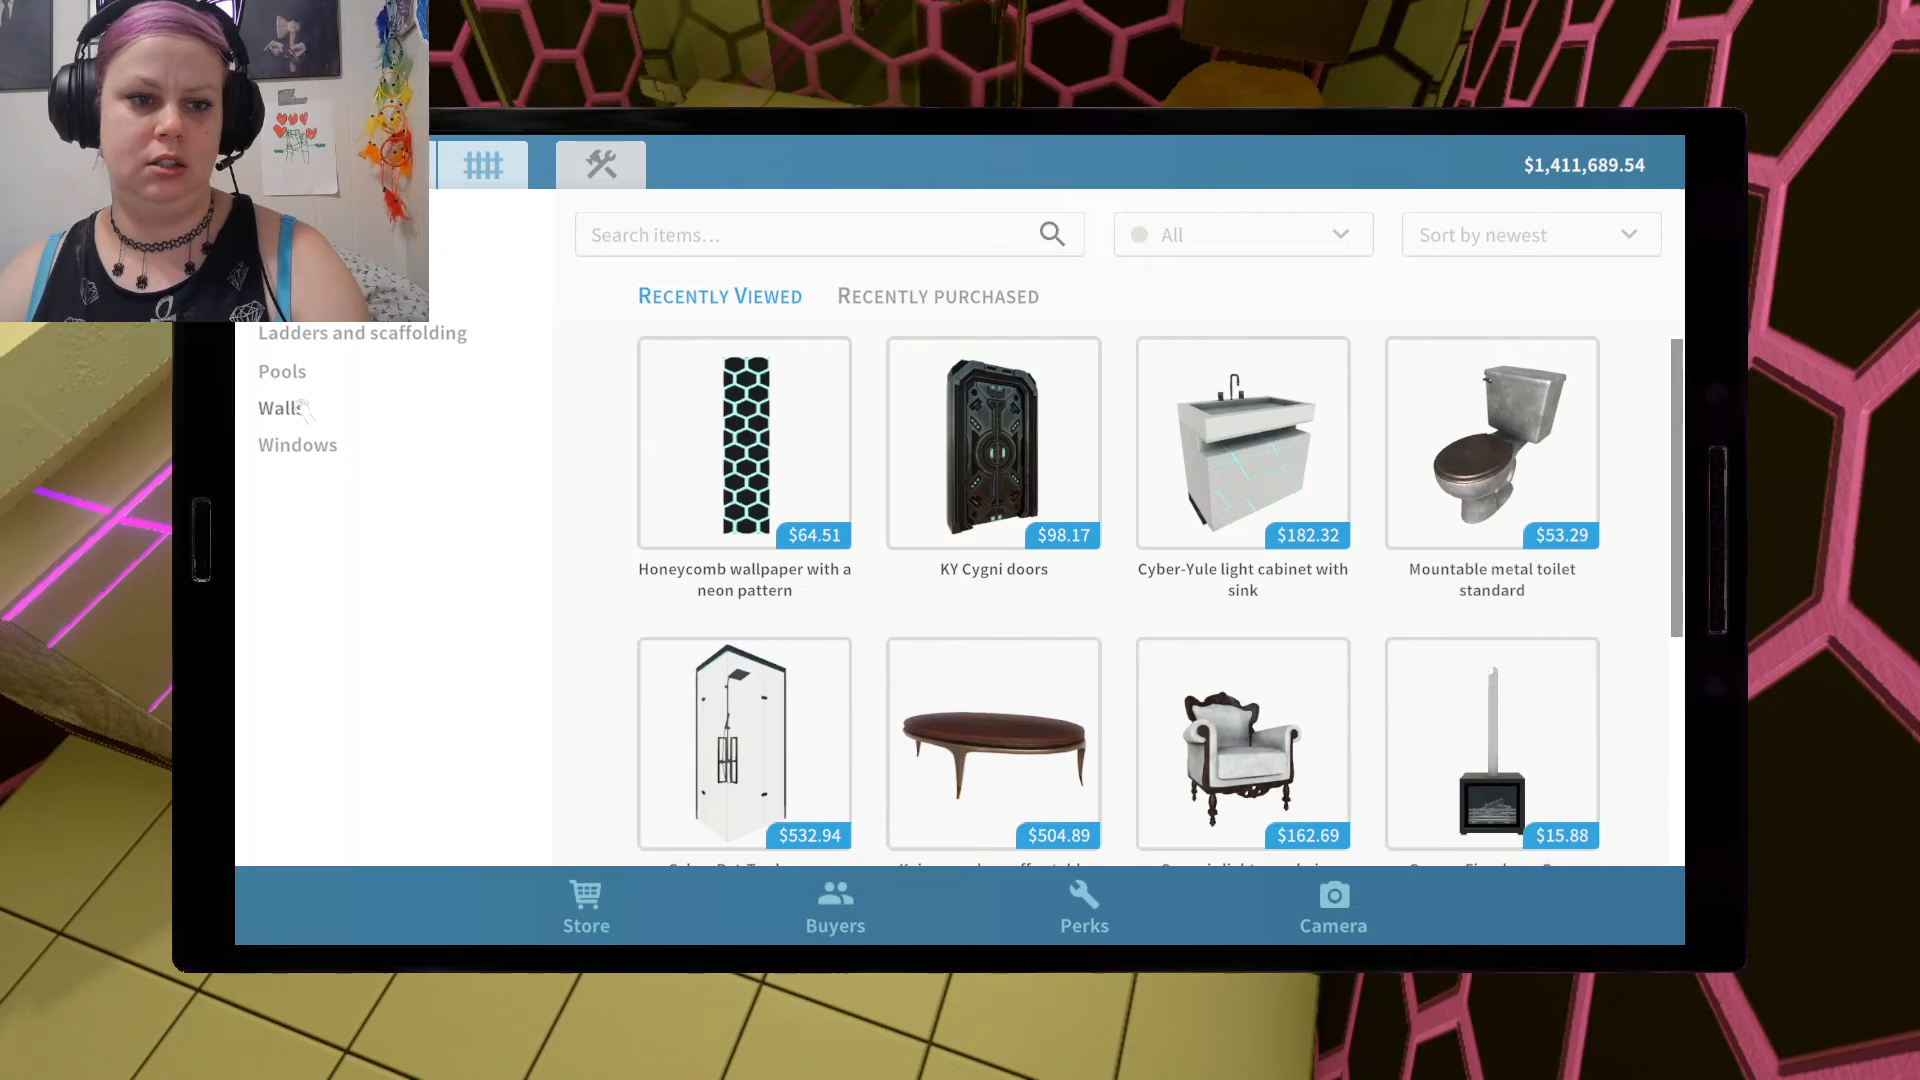 $1,411,689.54
Search items...
All
Sort by newest
RECENTLY VIEWED
RECENTLY PURCHASED
Ladders and scaffolding
Pools
Walls
Windows
$64.51
$98.17
$182.32
$53.29
Honeycomb wallpaper with a
neon pattern
KY Cygni doors
Cyber-Yule light cabinet with
sink
Mountable metal toilet
standard
$532.94
$504.89
$162.69
$15.88
Store
Buyers
Perks
Camera